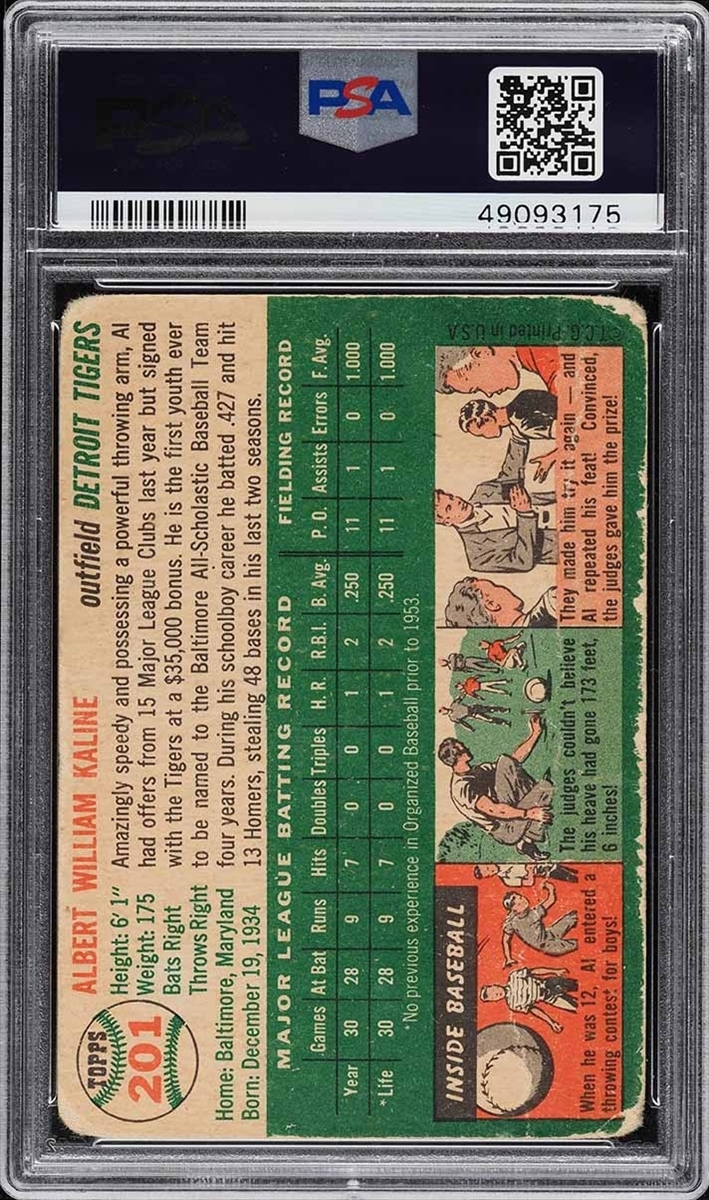 PSA
PSA
49093175
TOPPS
201
ALBERT WILLIAM KALINE
outfield DETROIT TIGERS
Height: 6' 1"
Weight: 175
Bats Right
Throws Right
Home: Baltimore, Maryland
Born: December 19, 1934
Amazingly speedy and possessing a powerful throwing arm, Al
had offers from 15 Major League Clubs last year but signed
with the Tigers at a $35,000 bonus. He is the first youth ever
to be named to the Baltimore All-Scholastic Baseball Team
four years. During his schoolboy career he batted .427 and hit
13 Homers, stealing 48 bases in his last two seasons.
MAJOR LEAGUE BATTING RECORD FIELDING RECORD
Games At Bat Runs Hits Doubles Triples H.R. R.B.I. B.Avg. P.O. Assists Errors F.Avg.
Year 30 28 9 7 0 0 1 2 .250 11 1 0 1.000
*Life 30 28 9 7 0 0 1 2 .250 11 1 0 1.000
*No previous experience in Organized Baseball prior to 1953.
INSIDE BASEBALL
When he was 12, Al entered a
throwing contest for boys!
The judges couldn't believe
his heave had gone 173 feet,
6 inches!
They made him try it again — and
Al repeated his feat! Convinced,
the judges gave him the prize!
©T.C.G. Printed in U.S.A